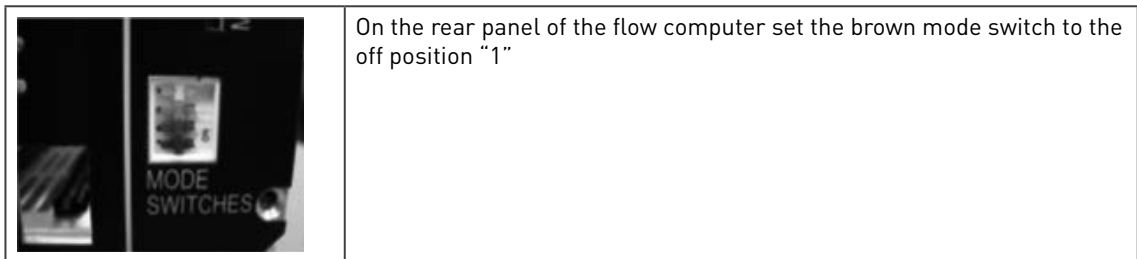 MODE
SWITCHES
On the rear panel of the flow computer set the brown mode switch to the
off position “1”